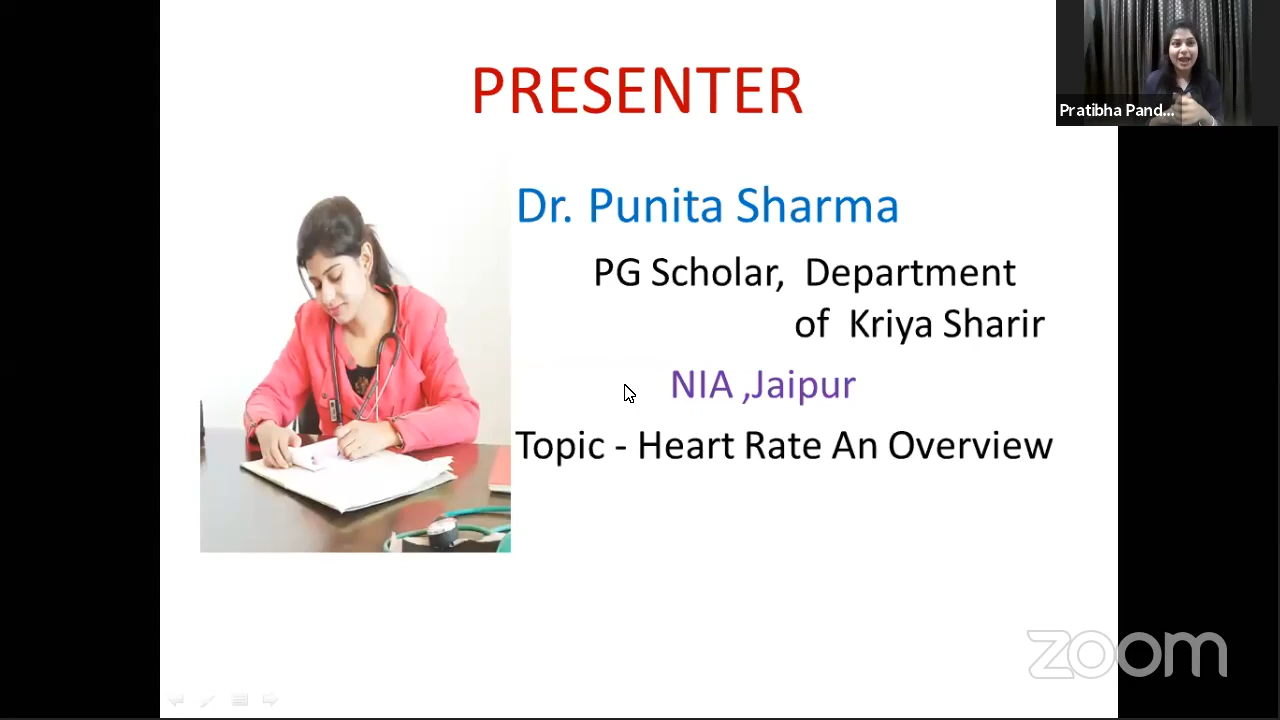 PRESENTER
Pratibha Pand...
Dr. Punita Sharma
PG Scholar, Department
of Kriya Sharir
NIA ,Jaipur
Topic - Heart Rate An Overview
zoom